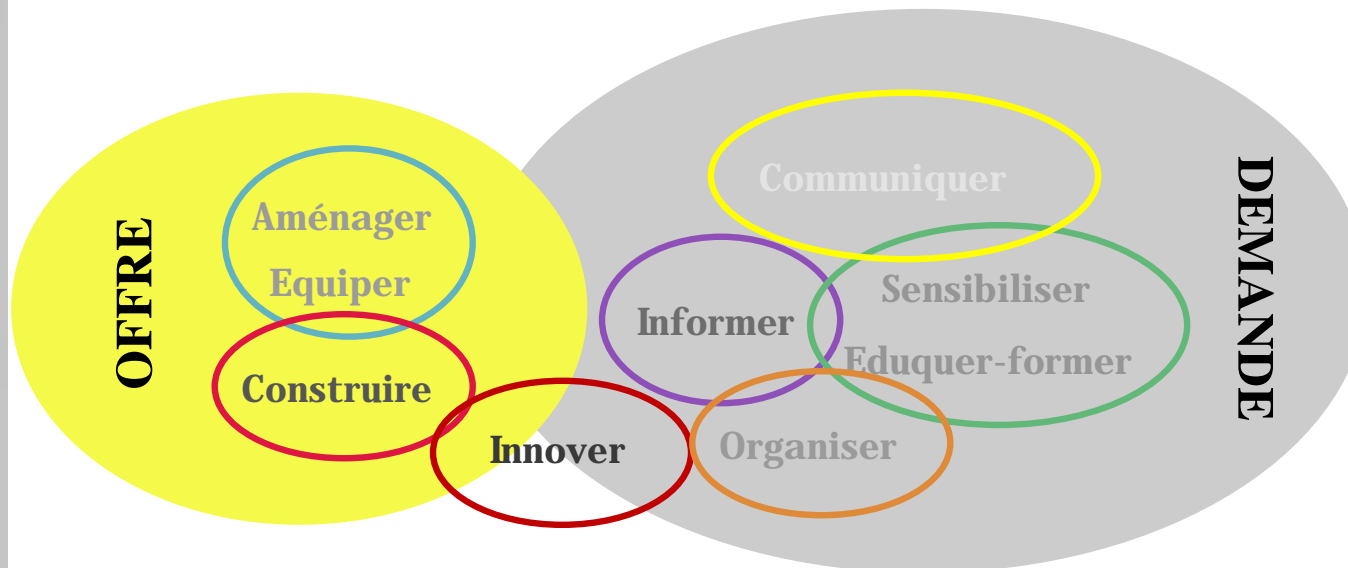 OFFRE
Aménager
Equiper
Construire
Innover
Communiquer
Informer
Sensibiliser
Eduquer-former
Organiser
DEMANDE